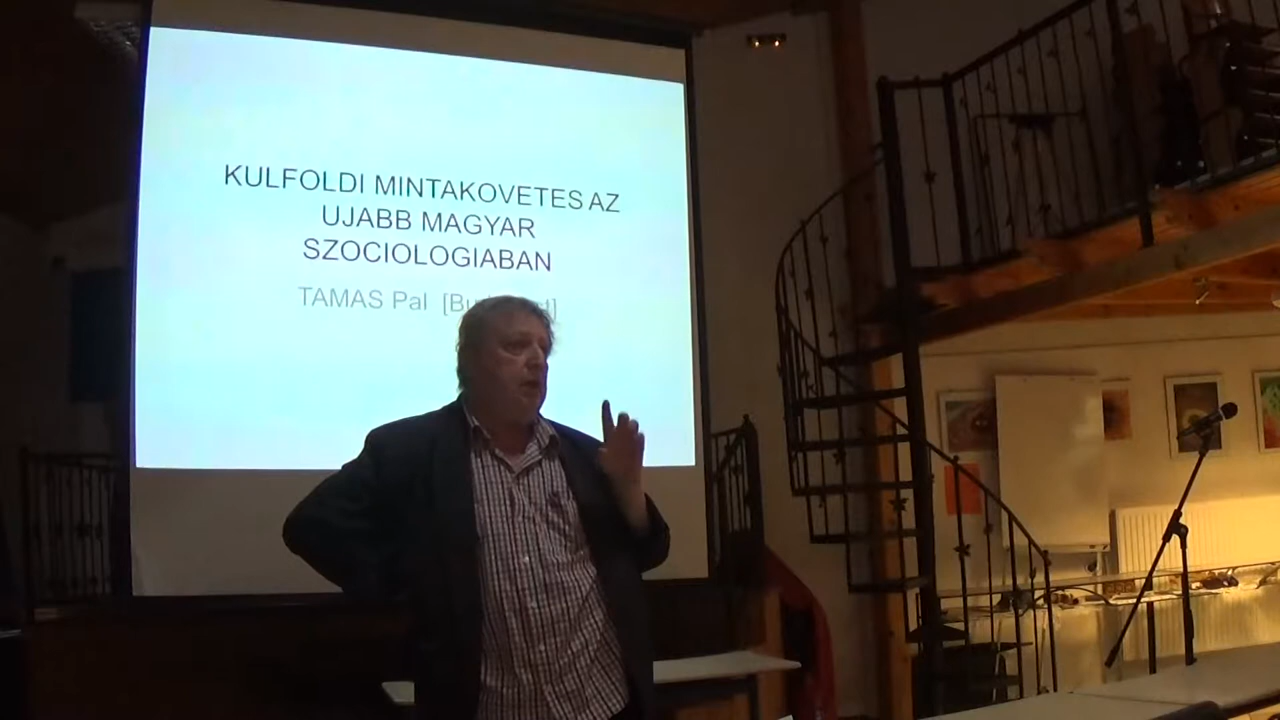 KULFOLDI MINTAKOVETES AZ
UJABB MAGYAR
SZOCIOLOGIABAN
TAMAS Pal